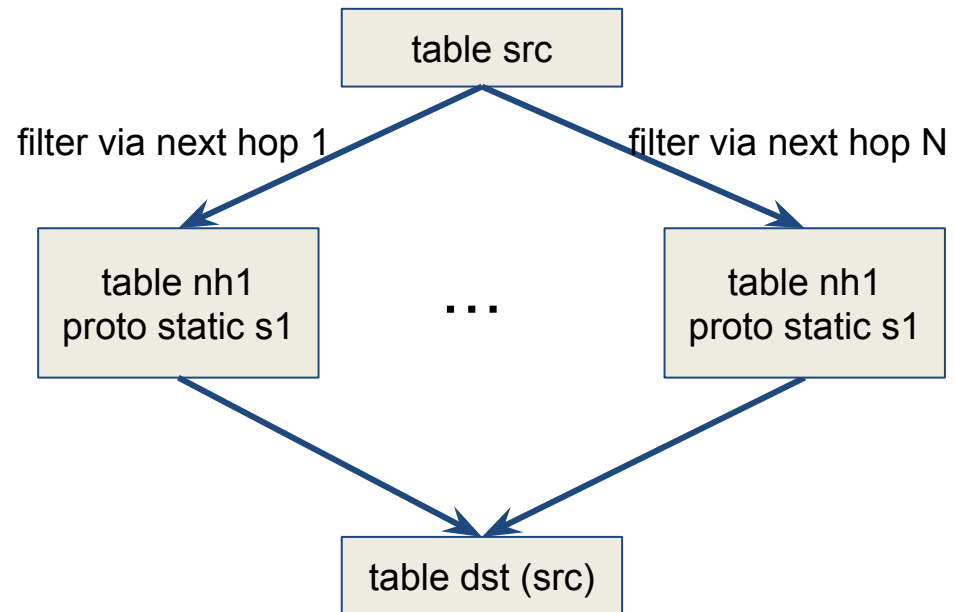 table src
filter via next hop 1
filter via next hop N
table nh1
proto static s1
...
table nh1
proto static s1
table dst (src)